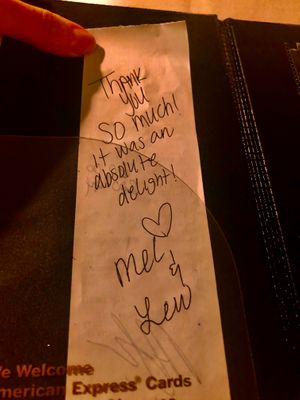 Thank
you
SO much!
it was an
absolute
delight!
mel
&
Lew
We Welcome
American Express® Cards